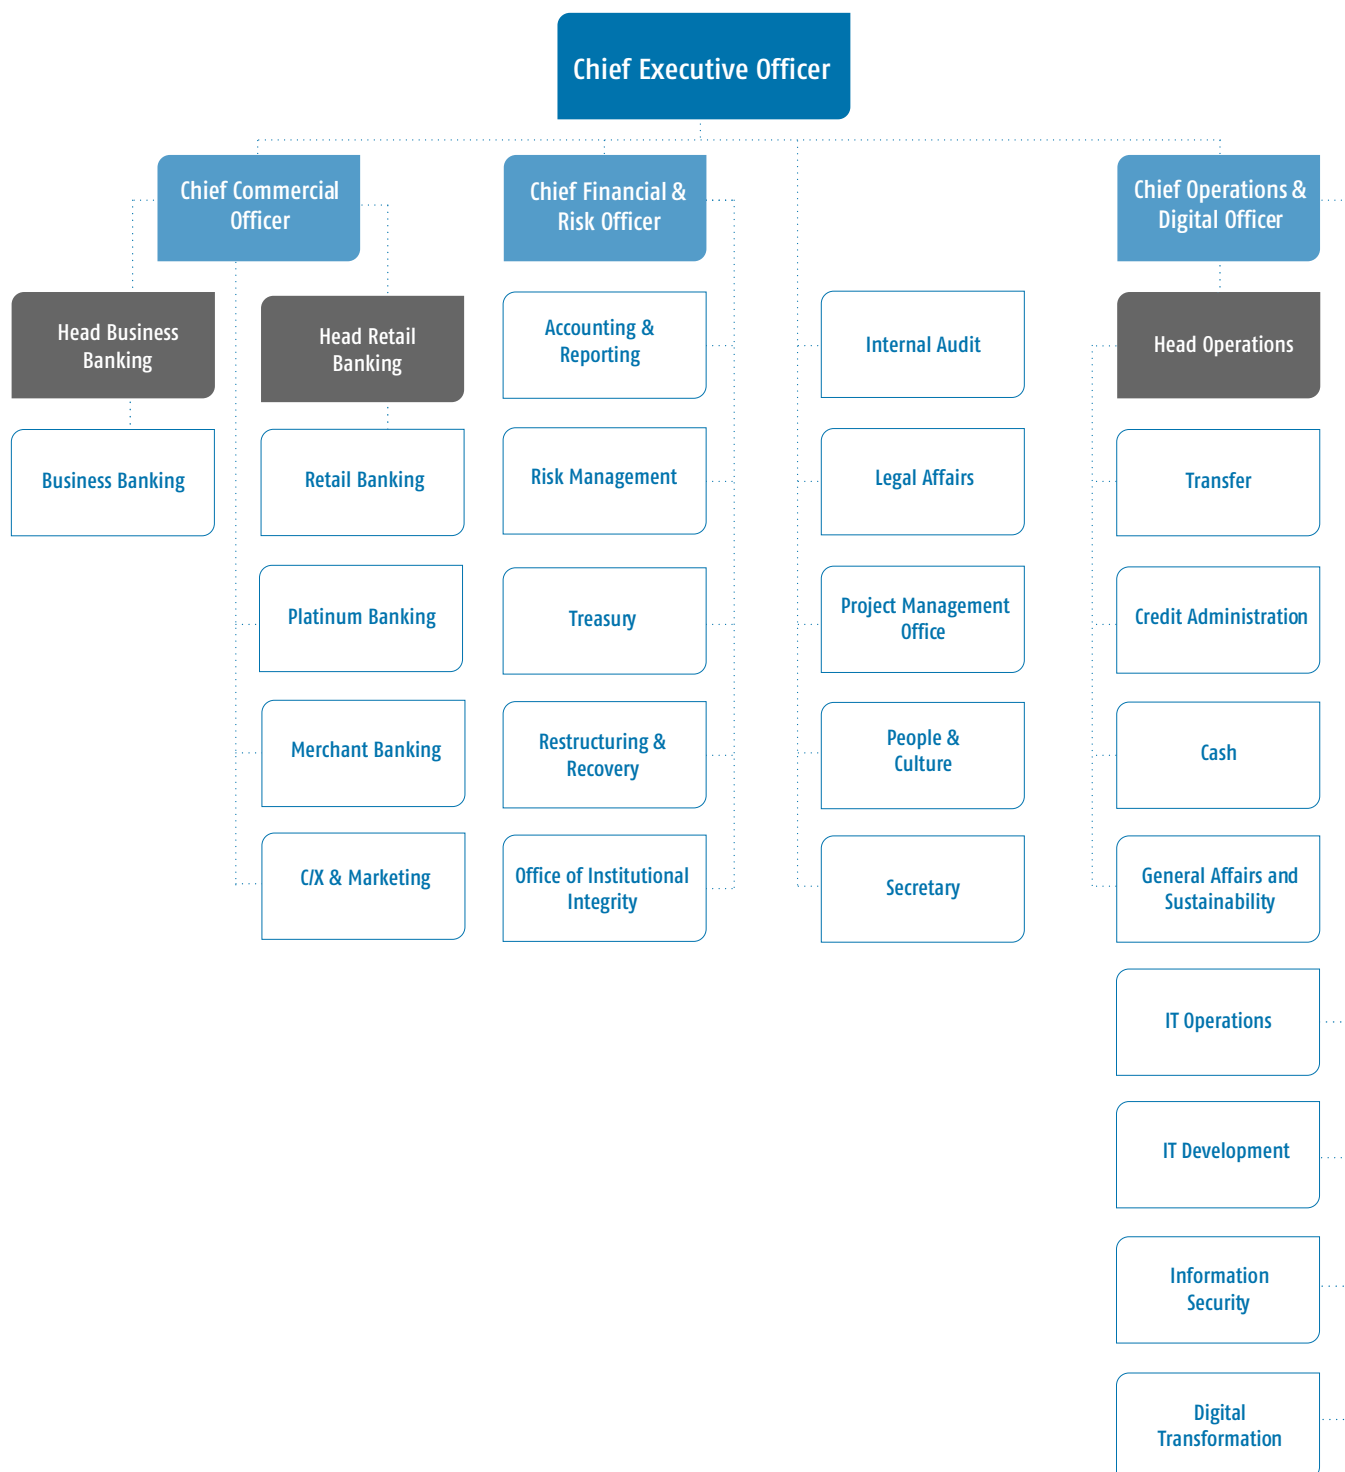 Chief Executive Officer
Chief Commercial
Officer
Chief Financial &
Risk Officer
Chief Operations &
Digital Officer
Head Business
Banking
Head Retail
Banking
Accounting &
Reporting
Internal Audit
Head Operations
Business Banking
Retail Banking
Risk Management
Legal Affairs
Transfer
Platinum Banking
Treasury
Project Management
Office
Credit Administration
Merchant Banking
Restructuring &
Recovery
People &
Culture
Cash
C/X & Marketing
Office of Institutional
Integrity
Secretary
General Affairs and
Sustainability
IT Operations
IT Development
Information
Security
Digital
Transformation